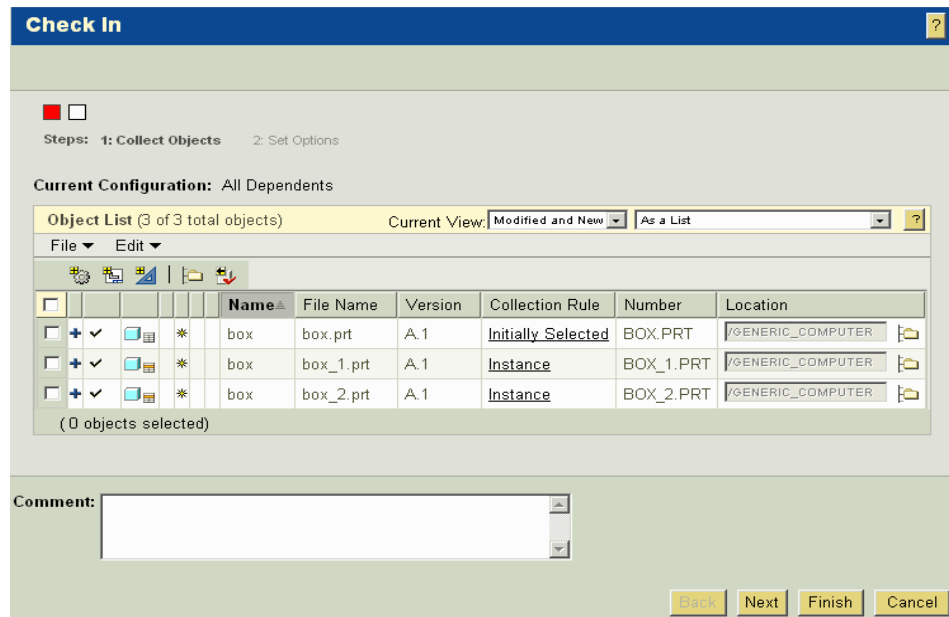 Check In
?
Steps: 1: Collect Objects 2: Set Options
Current Configuration: All Dependents
Object List (3 of 3 total objects) Current View: Modified and New As a List ?
File Edit
Name File Name Version Collection Rule Number Location
box box.prt A.1 Initially Selected BOX.PRT /GENERIC_COMPUTER
box box_1.prt A.1 Instance BOX_1.PRT /GENERIC_COMPUTER
box box_2.prt A.1 Instance BOX_2.PRT /GENERIC_COMPUTER
(0 objects selected)
Comment:
Back Next Finish Cancel